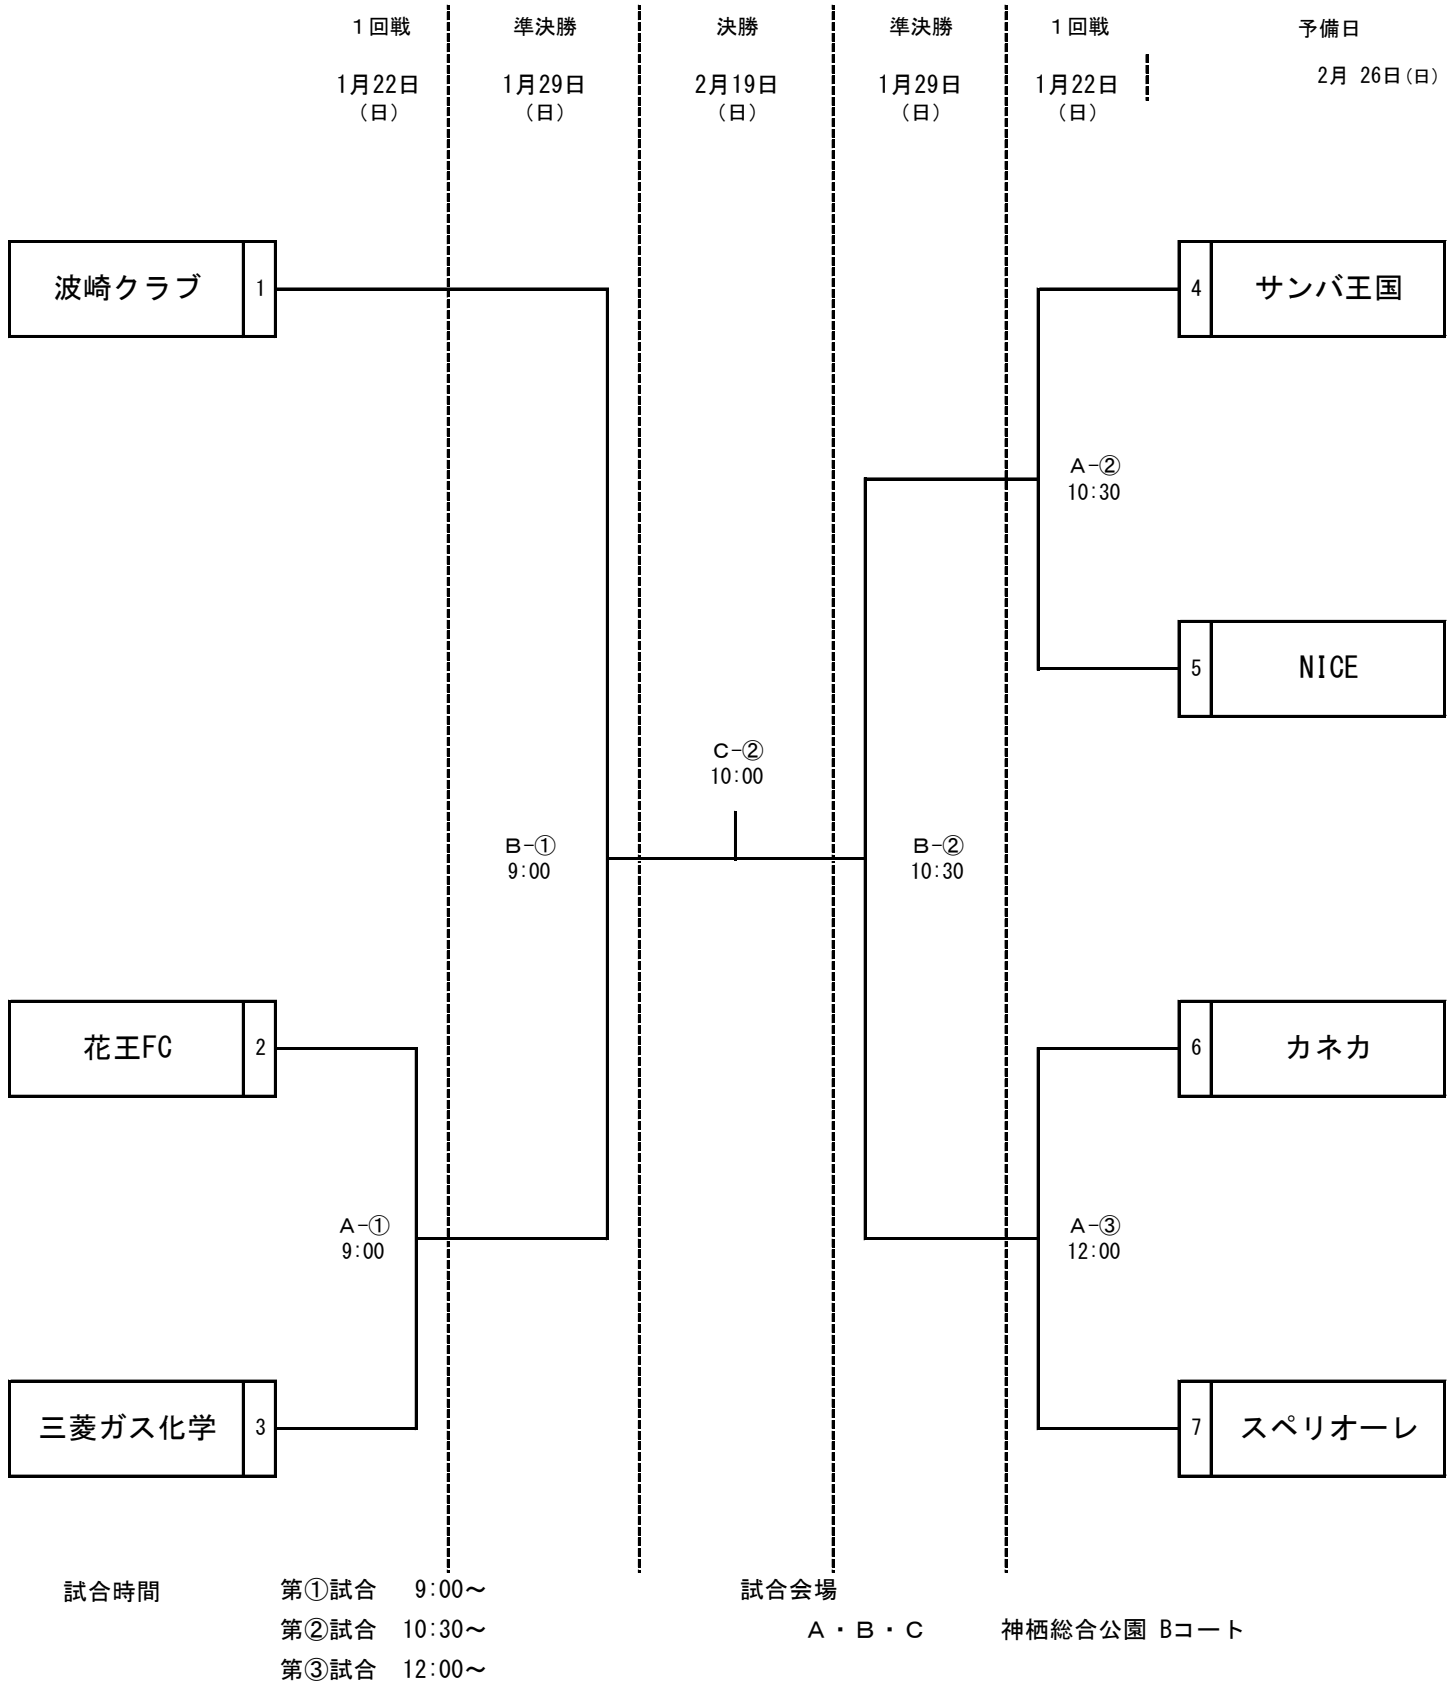 １回戦 準決勝 決勝 準決勝 １回戦 予備日
1月22日 1月29日 2月19日 1月29日 1月22日 2月 26日(日)
（日） （日） （日） （日） （日）
波崎クラブ 1 4 サンバ王国
A-②
10:30
5 NICE
C-②
10:00
B-① B-②
9:00 10:30
花王FC 2 6 カネカ
A-① A-③
9:00 12:00
三菱ガス化学 3 7 スペリオーレ
試合時間 第①試合 9:00～ 試合会場
第②試合 10:30～ A・B・C 神栖総合公園 Bコート
第③試合 12:00～